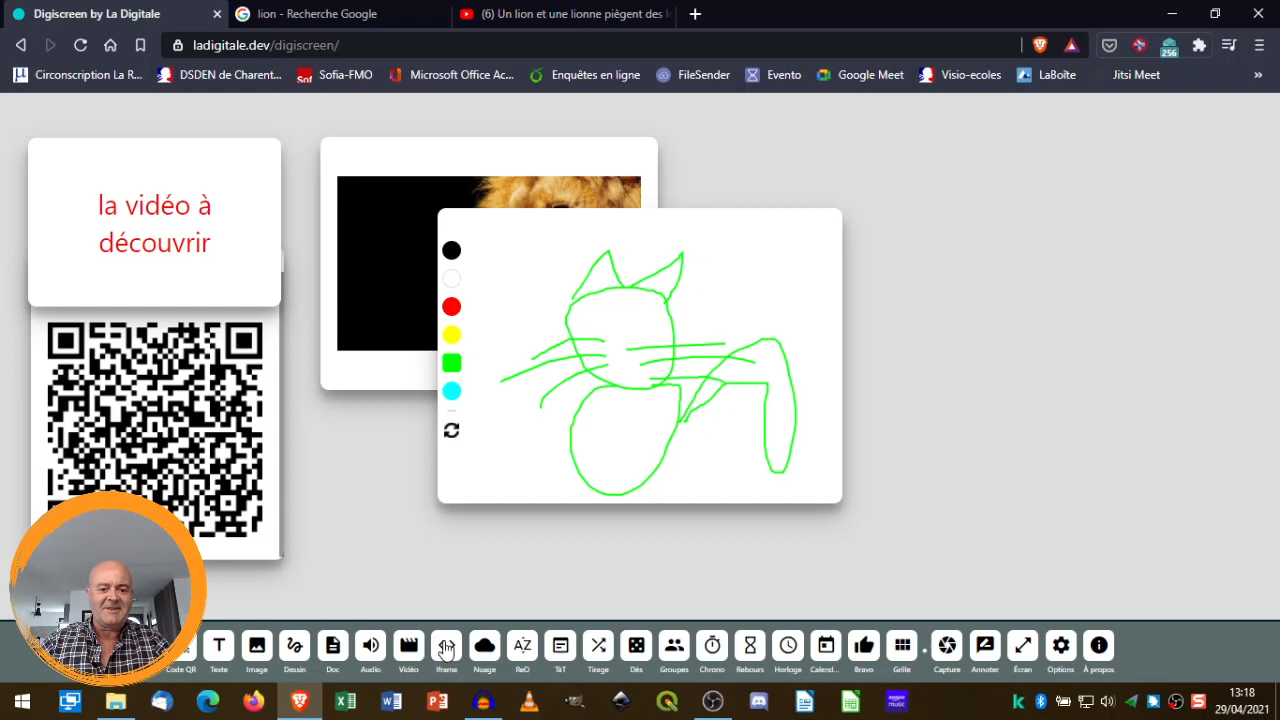 Digiscreen by La Digitale
lion - Recherche Google
(6) Un lion et une lionne piègent des l
ladigitale.dev/digiscreen/
256
Circonscription La R...
DSDEN de Charent...
Sofia-FMO
Microsoft Office Ac...
Enquêtes en ligne
FileSender
Evento
Google Meet
Visio-ecoles
LaBoîte
Jitsi Meet
la vidéo à
découvrir
Code QR
Texte
Image
Dessin
Doc
Audio
Vidéo
Iframe
Nuage
ReO
TàT
Tirage
Dés
Groupes
Chrono
Rebours
Horloge
Calend...
Bravo
Grille
Capture
Annoter
Écran
Options
À propos
13:18
29/04/2021